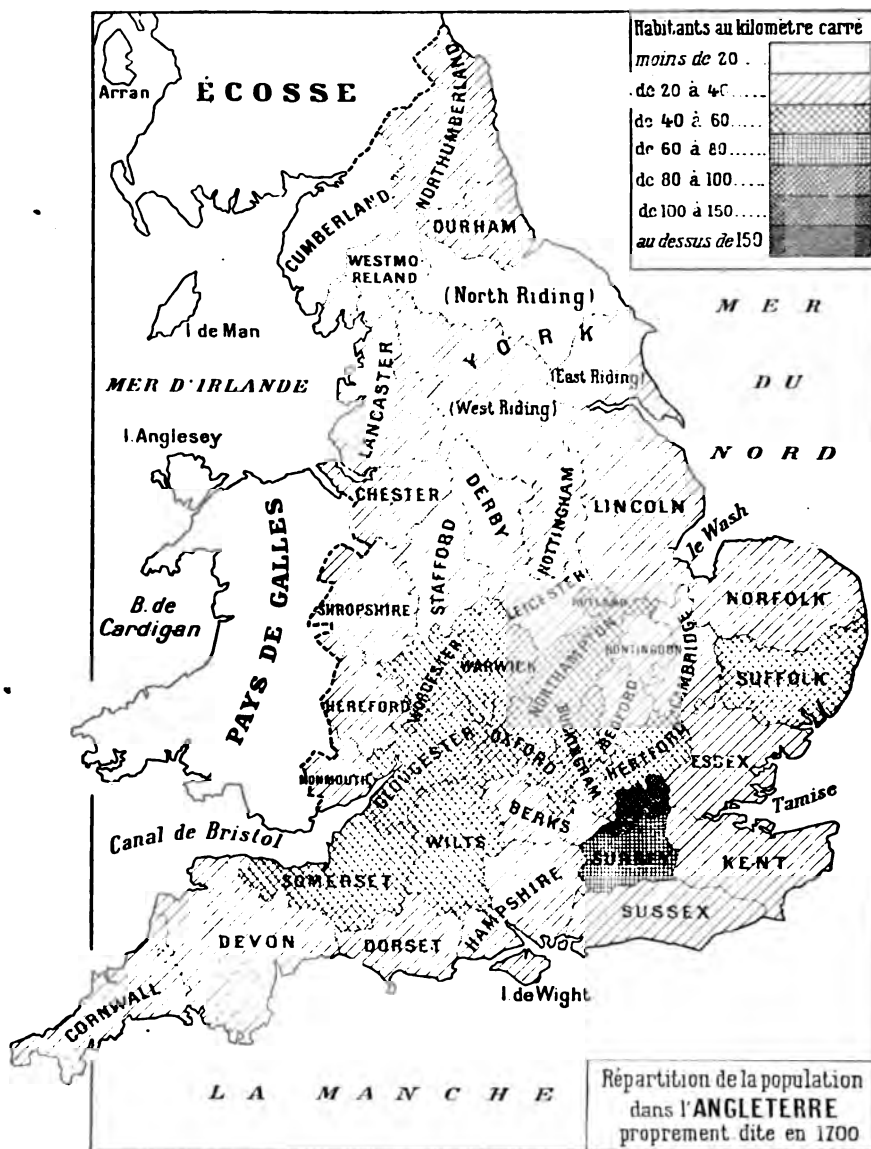 Habitants au kilomètre carré
moins de 20 .
de 20 à 40.....
de 40 à 60.....
de 60 à 80.....
de 80 à 100....
de 100 à 150....
au dessus de 150
Arran
ÉCOSSE
NORTHUMBERLAND
CUMBERLAND
DURHAM
WESTMO
RELAND
(North Riding)
I de Man
YORK
MER D'IRLANDE
LANCASTER
(East Riding)
(West Riding)
MER
DU
NORD
I. Anglesey
CHESTER
DERBY
NOTTINGHAM
LINCOLN
le Wash
PAYS DE GALLES
STAFFORD
B. de
Cardigan
SHROPSHIRE
LEICESTER
RUTLAND
NORFOLK
NORTHAMPTON
HUNTINGDON
CAMBRIDGE
WORCESTER
WARWICK
SUFFOLK
HEREFORD
BEDFORD
BUCKINGHAM
OXFORD
HERTFORD
ESSEX
MONMOUTH
GLOUCESTER
Tamise
Canal de Bristol
BERKS
WILTS
SURREY
KENT
SOMERSET
HAMPSHIRE
SUSSEX
DEVON
DORSET
I. de Wight
CORNWALL
LA MANCHE
Répartition de la population
dans l'ANGLETERRE
proprement dite en 1700